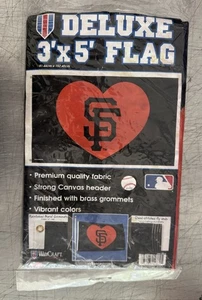 DELUXE
3'x 5' FLAG
SF
• Premium quality fabric
• Strong Canvas header
• Finished with brass grommets
• Vibrant colors
WINCRAFT